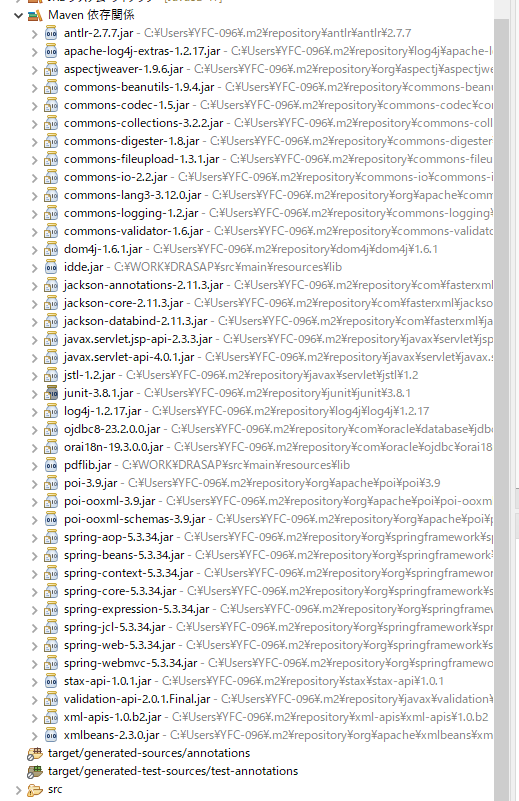 Maven 依存関係
antlr-2.7.7.jar - C:¥Users¥YFC-096¥.m2¥repository¥antlr¥antlr¥2.7.7
apache-log4j-extras-1.2.17.jar - C:¥Users¥YFC-096¥.m2¥repository¥log4j¥apache-l
aspectjweaver-1.9.6.jar - C:¥Users¥YFC-096¥.m2¥repository¥org¥aspectj¥aspectjwe
commons-beanutils-1.9.4.jar - C:¥Users¥YFC-096¥.m2¥repository¥commons-bean
commons-codec-1.5.jar - C:¥Users¥YFC-096¥.m2¥repository¥commons-codec¥co
commons-collections-3.2.2.jar - C:¥Users¥YFC-096¥.m2¥repository¥commons-coll
commons-digester-1.8.jar - C:¥Users¥YFC-096¥.m2¥repository¥commons-digester
commons-fileupload-1.3.1.jar - C:¥Users¥YFC-096¥.m2¥repository¥commons-fileu
commons-io-2.2.jar - C:¥Users¥YFC-096¥.m2¥repository¥commons-io¥commons-i
commons-lang3-3.12.0.jar - C:¥Users¥YFC-096¥.m2¥repository¥org¥apache¥comm
commons-logging-1.2.jar - C:¥Users¥YFC-096¥.m2¥repository¥commons-logging¥
commons-validator-1.6.jar - C:¥Users¥YFC-096¥.m2¥repository¥commons-validato
dom4j-1.6.1.jar - C:¥Users¥YFC-096¥.m2¥repository¥dom4j¥dom4j¥1.6.1
idde.jar - C:¥WORK¥DRASAP¥src¥main¥resources¥lib
jackson-annotations-2.11.3.jar - C:¥Users¥YFC-096¥.m2¥repository¥com¥fasterxml
jackson-core-2.11.3.jar - C:¥Users¥YFC-096¥.m2¥repository¥com¥fasterxml¥jackso
jackson-databind-2.11.3.jar - C:¥Users¥YFC-096¥.m2¥repository¥com¥fasterxml¥ja
javax.servlet.jsp-api-2.3.3.jar - C:¥Users¥YFC-096¥.m2¥repository¥javax¥servlet¥jsp
javax.servlet-api-4.0.1.jar - C:¥Users¥YFC-096¥.m2¥repository¥javax¥servlet¥javax.s
jstl-1.2.jar - C:¥Users¥YFC-096¥.m2¥repository¥javax¥servlet¥jstl¥1.2
junit-3.8.1.jar - C:¥Users¥YFC-096¥.m2¥repository¥junit¥junit¥3.8.1
log4j-1.2.17.jar - C:¥Users¥YFC-096¥.m2¥repository¥log4j¥log4j¥1.2.17
ojdbc8-23.2.0.0.jar - C:¥Users¥YFC-096¥.m2¥repository¥com¥oracle¥database¥jdbc
orai18n-19.3.0.0.jar - C:¥Users¥YFC-096¥.m2¥repository¥com¥oracle¥ojdbc¥orai18
pdflib.jar - C:¥WORK¥DRASAP¥src¥main¥resources¥lib
poi-3.9.jar - C:¥Users¥YFC-096¥.m2¥repository¥org¥apache¥poi¥poi¥3.9
poi-ooxml-3.9.jar - C:¥Users¥YFC-096¥.m2¥repository¥org¥apache¥poi¥poi-ooxm
poi-ooxml-schemas-3.9.jar - C:¥Users¥YFC-096¥.m2¥repository¥org¥apache¥poi¥p
spring-aop-5.3.34.jar - C:¥Users¥YFC-096¥.m2¥repository¥org¥springframework¥s
spring-beans-5.3.34.jar - C:¥Users¥YFC-096¥.m2¥repository¥org¥springframework¥
spring-context-5.3.34.jar - C:¥Users¥YFC-096¥.m2¥repository¥org¥springframewor
spring-core-5.3.34.jar - C:¥Users¥YFC-096¥.m2¥repository¥org¥springframework¥s
spring-expression-5.3.34.jar - C:¥Users¥YFC-096¥.m2¥repository¥org¥springframew
spring-jcl-5.3.34.jar - C:¥Users¥YFC-096¥.m2¥repository¥org¥springframework¥spr
spring-web-5.3.34.jar - C:¥Users¥YFC-096¥.m2¥repository¥org¥springframework¥s
spring-webmvc-5.3.34.jar - C:¥Users¥YFC-096¥.m2¥repository¥org¥springframewo
stax-api-1.0.1.jar - C:¥Users¥YFC-096¥.m2¥repository¥stax¥stax-api¥1.0.1
validation-api-2.0.1.Final.jar - C:¥Users¥YFC-096¥.m2¥repository¥javax¥validation¥
xml-apis-1.0.b2.jar - C:¥Users¥YFC-096¥.m2¥repository¥xml-apis¥xml-apis¥1.0.b2
xmlbeans-2.3.0.jar - C:¥Users¥YFC-096¥.m2¥repository¥org¥apache¥xmlbeans¥xm
target/generated-sources/annotations
target/generated-test-sources/test-annotations
src